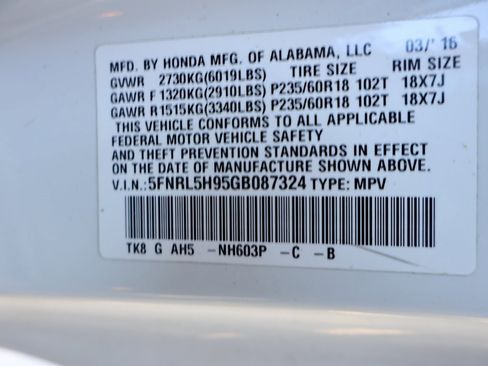 MFD. BY HONDA MFG. OF ALABAMA, LLC 03/'16
GVWR 2730KG(6019LBS) TIRE SIZE RIM SIZE
GAWR F 1320KG(2910LBS) P235/60R18 102T 18X7J
GAWR R1515KG(3340LBS) P235/60R18 102T 18X7J
THIS VEHICLE CONFORMS TO ALL APPLICABLE
FEDERAL MOTOR VEHICLE SAFETY
AND THEFT PREVENTION STANDARDS IN EFFECT
ON THE DATE OF MANUFACTURE SHOWN ABOVE.
V.I.N.:5FNRL5H95GB087324 TYPE: MPV
TK8 G AH5 -NH603P -C -B